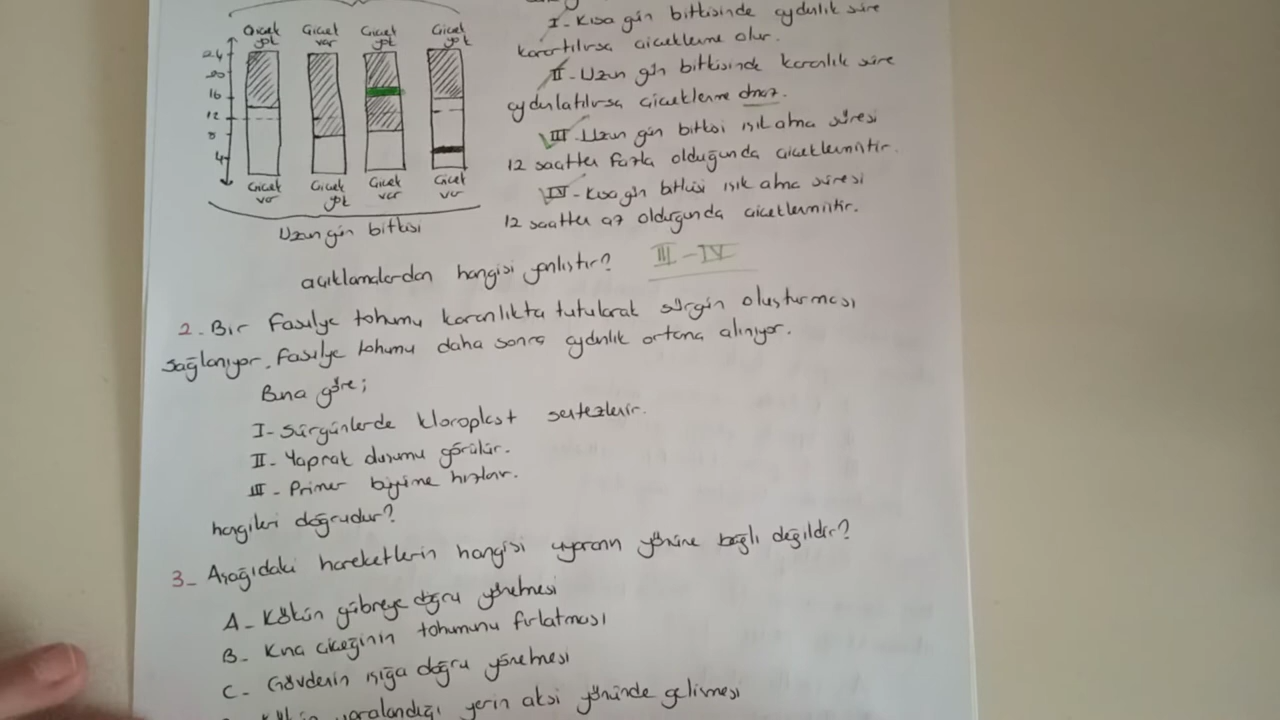 Çiçek yok Çiçek var Çiçek yok Çiçek yok
24
20
16
12
8
4
Çiçek var Çiçek yok Çiçek var Çiçek var
Uzun gün bitkisi
I- Kısa gün bitkisinde aydınlık süre
karartılırsa çiçeklenme olur.
II- Uzun gün bitkisinde karanlık süre
aydınlatılırsa çiçeklenme olmaz.
III- Uzun gün bitkisi ışık alma süresi
12 saatten fazla olduğunda çiçeklenmiştir.
IV- Kısa gün bitkisi ışık alma süresi
12 saatten az olduğunda çiçeklenmiştir.
açıklamalardan hangisi yanlıştır? III - IV
2- Bir fasulye tohumu karanlıkta tutularak sürgün oluşturması
sağlanıyor. Fasulye tohumu daha sonra aydınlık ortama alınıyor.
Buna göre;
I- Sürgünlerde kloroplast sentezlenir.
II- Yaprak durumu görülür.
III- Primer büyüme hızlanır.
hangileri doğrudur?
3- Aşağıdaki hareketlerin hangisi uyaranın yönüne bağlı değildir?
A- Kökün gübreye doğru yönelmesi
B- Kına çiçeğinin tohumunu fırlatması
C- Gövdenin ışığa doğru yönelmesi
yaralandığı yerin aksi yönünde gelişmesi